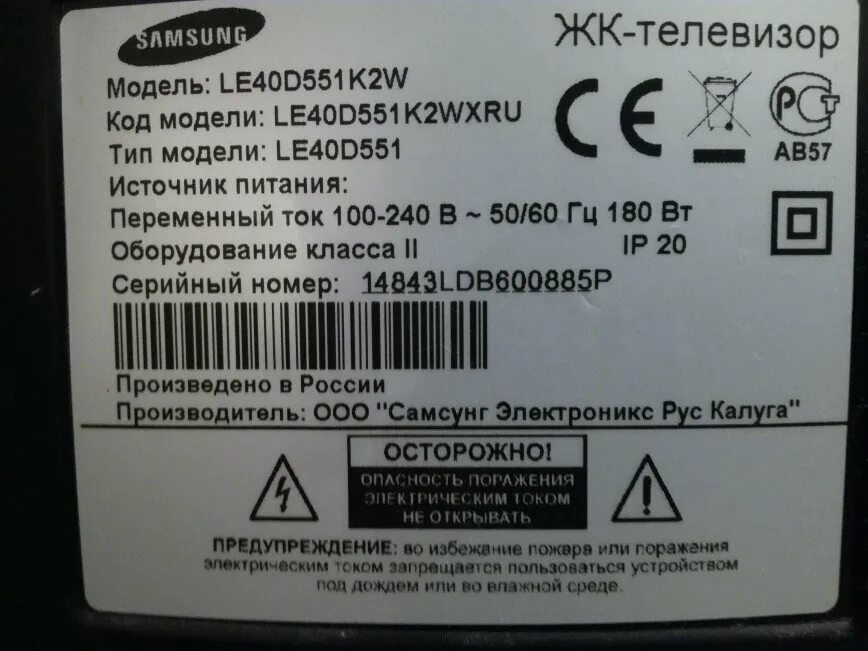 SAMSUNG
ЖК-телевизор
Модель: LE40D551K2W
Код модели: LE40D551K2WXRU
Тип модели: LE40D551
CE
РСТ
АВ57
Источник питания:
Переменный ток 100-240 В ~ 50/60 Гц 180 Вт
Оборудование класса II IP 20
Серийный номер: 14843LDB600885P
Произведено в России
Производитель: ООО "Самсунг Электроникс Рус Калуга"
ОСТОРОЖНО!
ОПАСНОСТЬ ПОРАЖЕНИЯ
ЭЛЕКТРИЧЕСКИМ ТОКОМ
НЕ ОТКРЫВАТЬ
ПРЕДУПРЕЖДЕНИЕ: во избежание пожара или поражения
электрическим током запрещается пользоваться устройством
под дождем или во влажной среде.